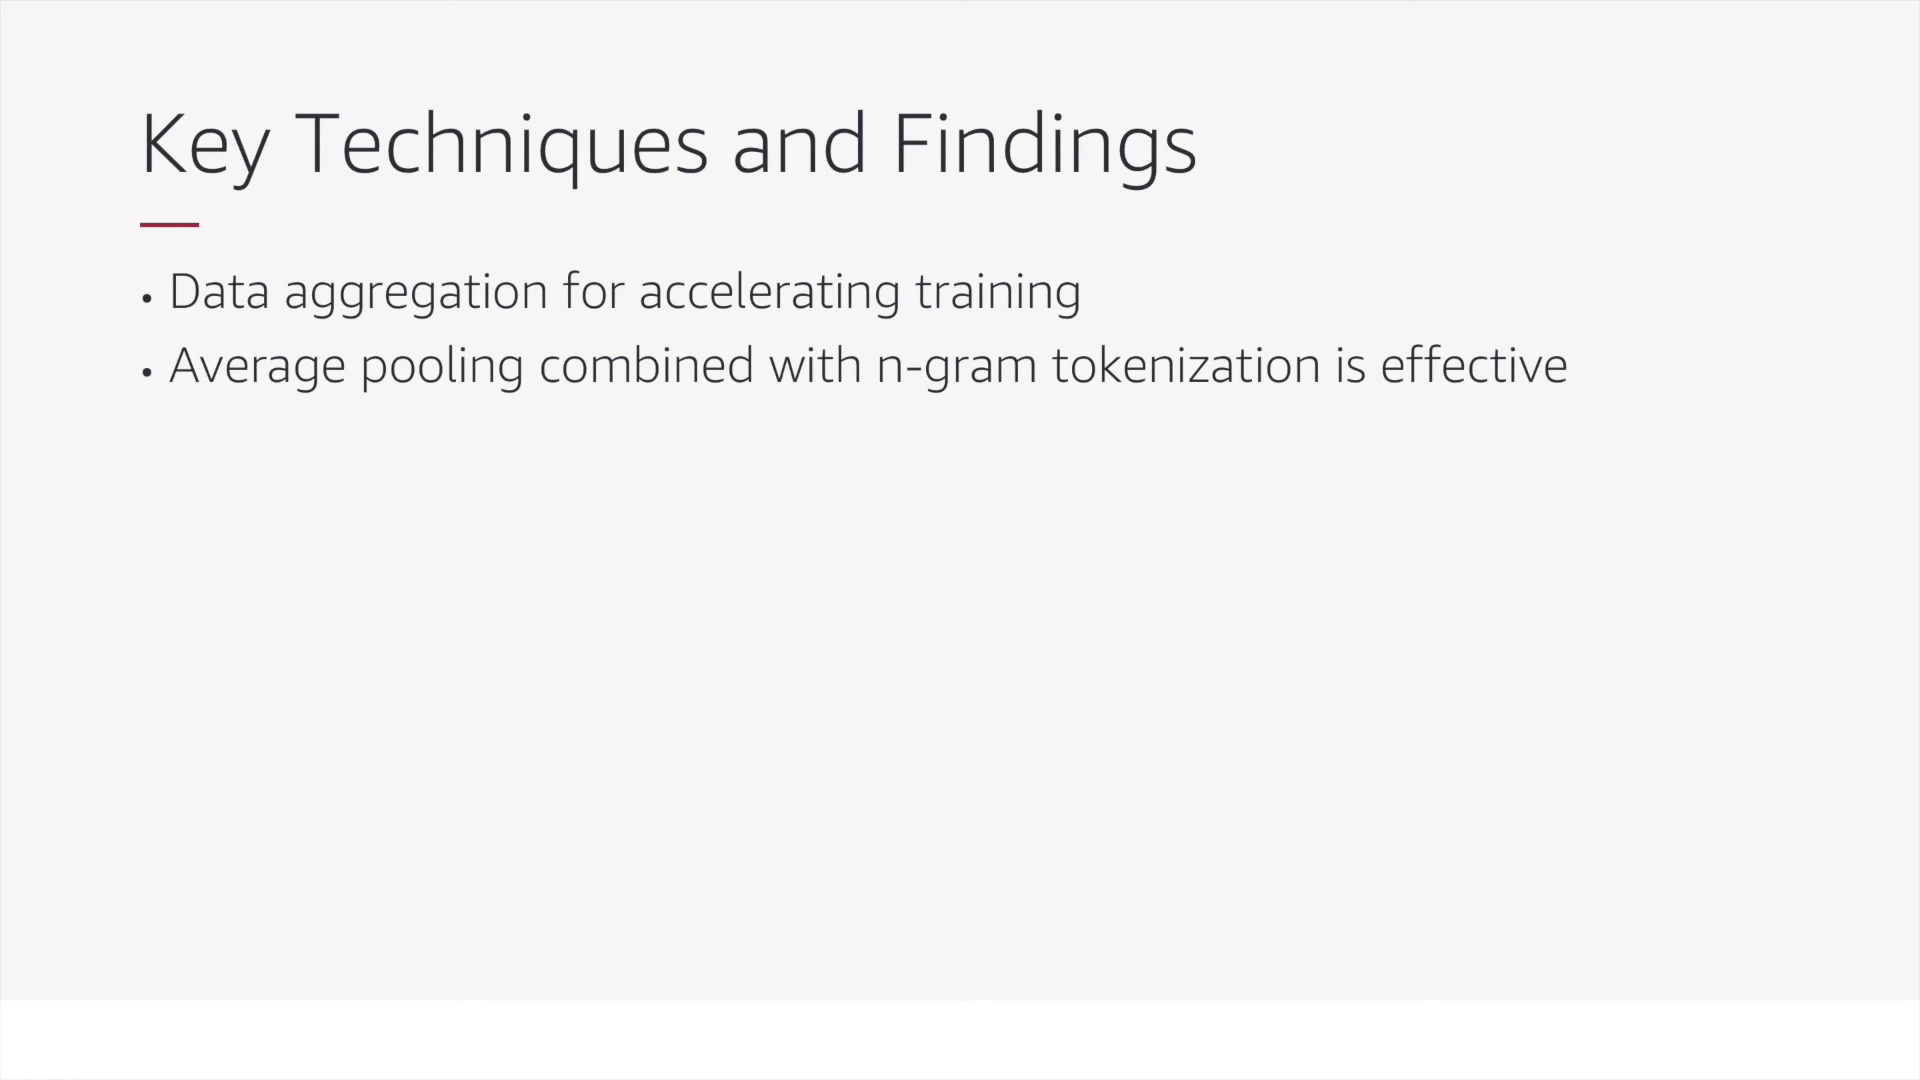 Key Techniques and Findings
• Data aggregation for accelerating training
• Average pooling combined with n-gram tokenization is effective